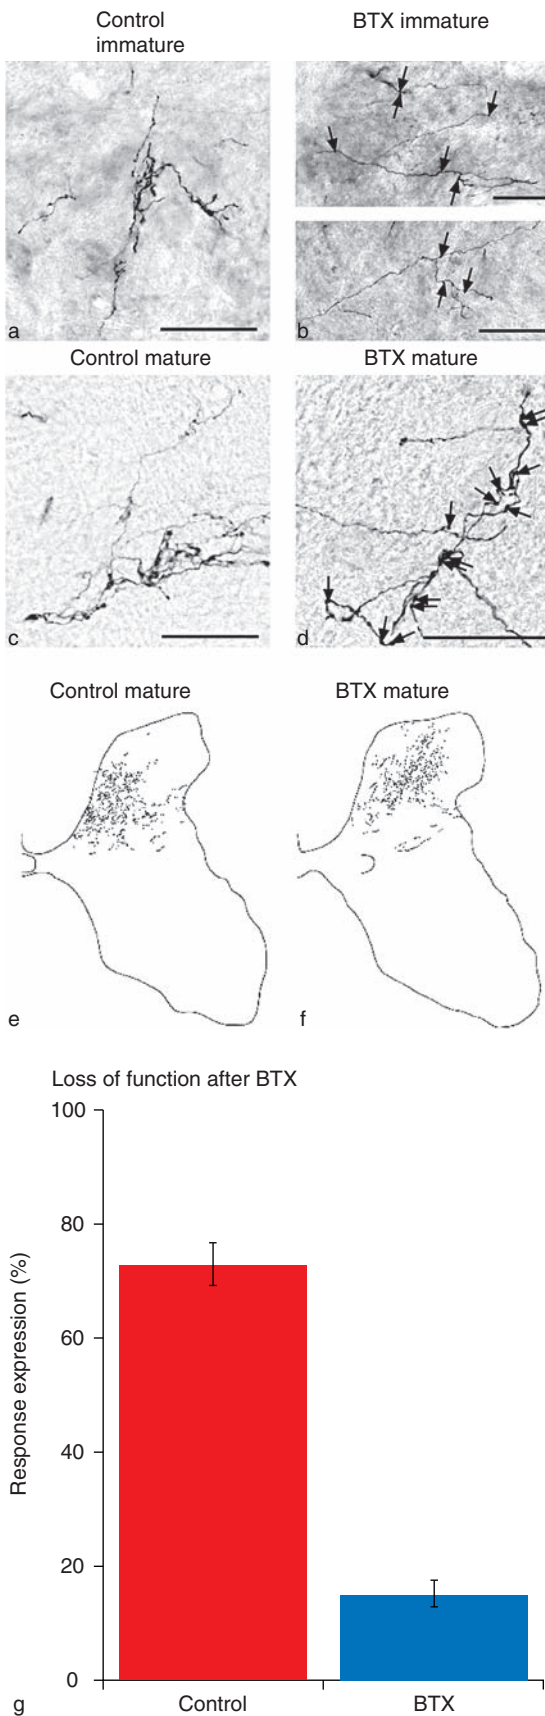 Control
immature
BTX immature
a
b
Control mature
BTX mature
c
d
Control mature
BTX mature
e
f
Loss of function after BTX
100
80
60
40
20
0
Response expression (%)
Control
BTX
g